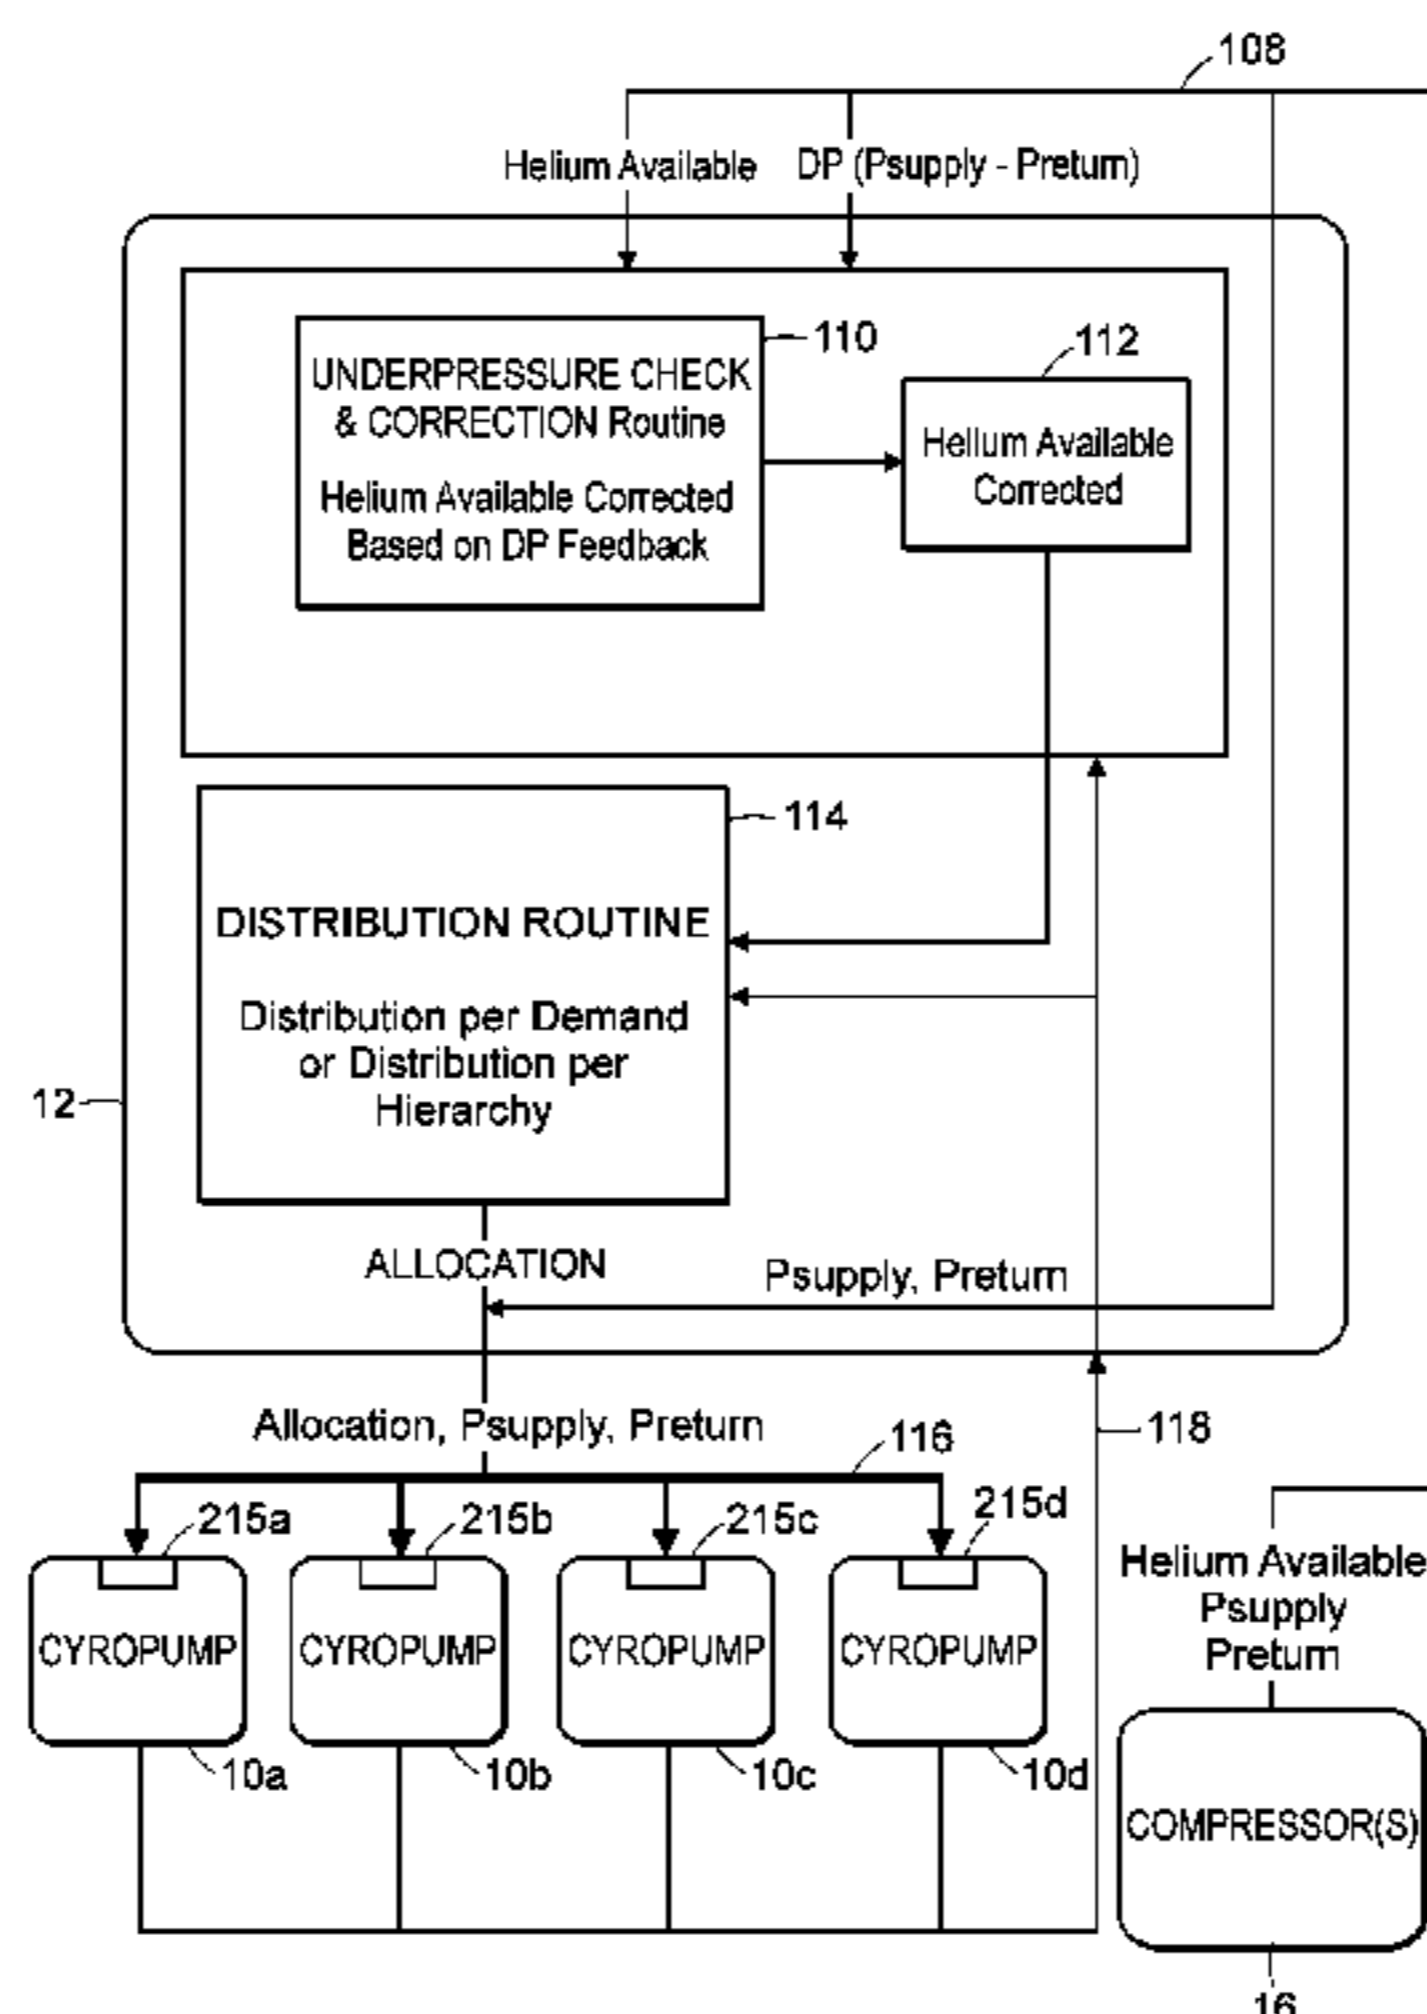 108
Helium Available DP (Psupply - Preturn)
110
112
UNDERPRESSURE CHECK
& CORRECTION Routine
Helium Available Corrected
Based on DP Feedback
Helium Available
Corrected
114
DISTRIBUTION ROUTINE
Distribution per Demand
or Distribution per
Hierarchy
12
ALLOCATION
Psupply, Preturn
Allocation, Psupply, Preturn
116
118
215a
215b
215c
215d
CYROPUMP
CYROPUMP
CYROPUMP
CYROPUMP
10a
10b
10c
10d
Helium Available
Psupply
Preturn
COMPRESSOR(S)
16